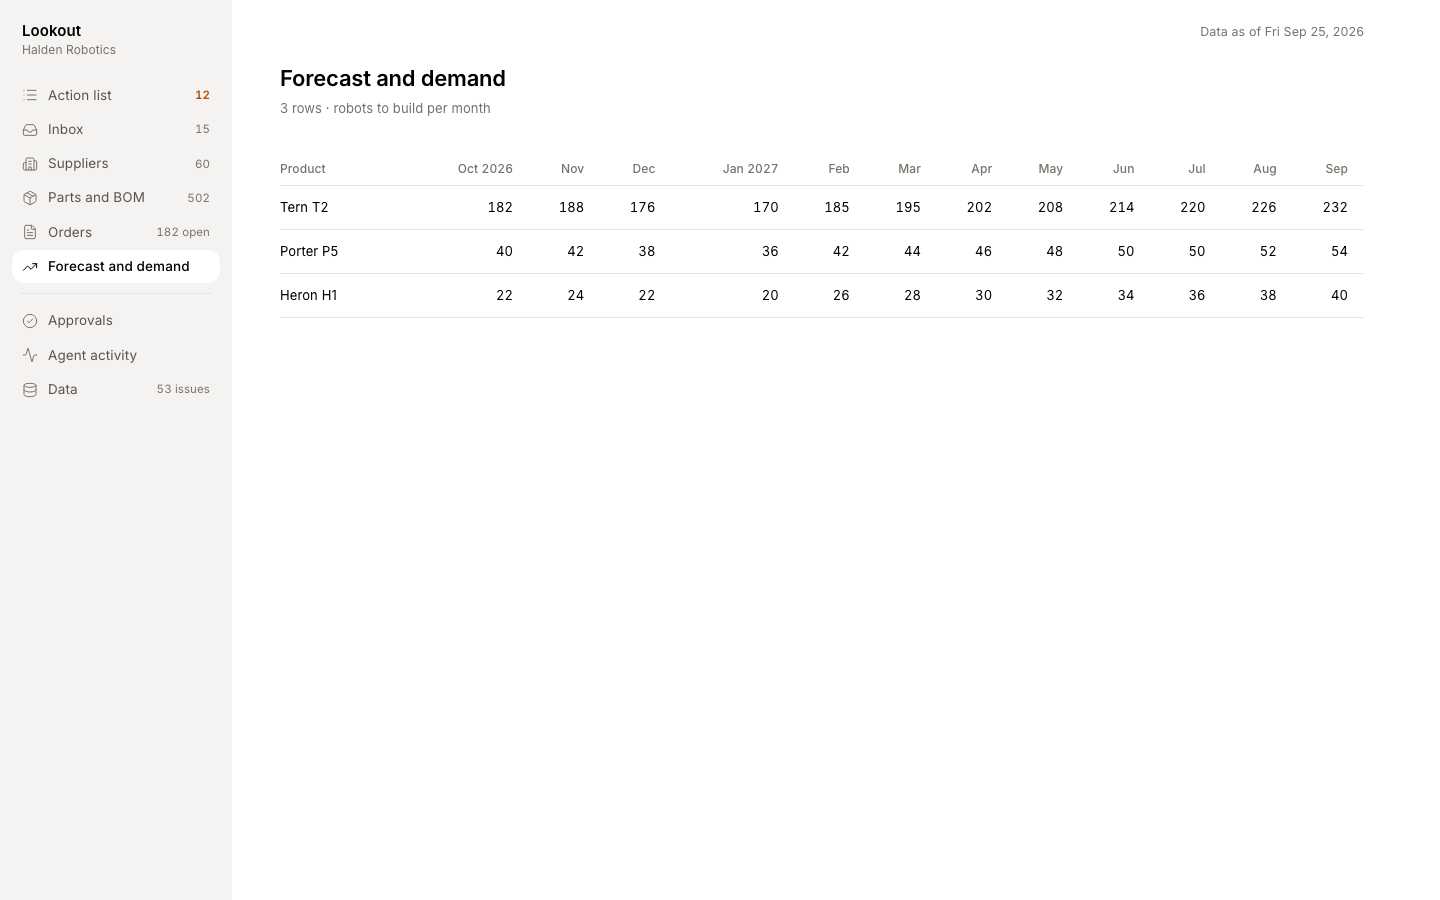 Lookout
Halden Robotics
Action list 12
Inbox 15
Suppliers 60
Parts and BOM 502
Orders 182 open
Forecast and demand
Approvals
Agent activity
Data 53 issues
Data as of Fri Sep 25, 2026
Forecast and demand
3 rows · robots to build per month
Product Oct 2026 Nov Dec Jan 2027 Feb Mar Apr May Jun Jul Aug Sep
Tern T2 182 188 176 170 185 195 202 208 214 220 226 232
Porter P5 40 42 38 36 42 44 46 48 50 50 52 54
Heron H1 22 24 22 20 26 28 30 32 34 36 38 40